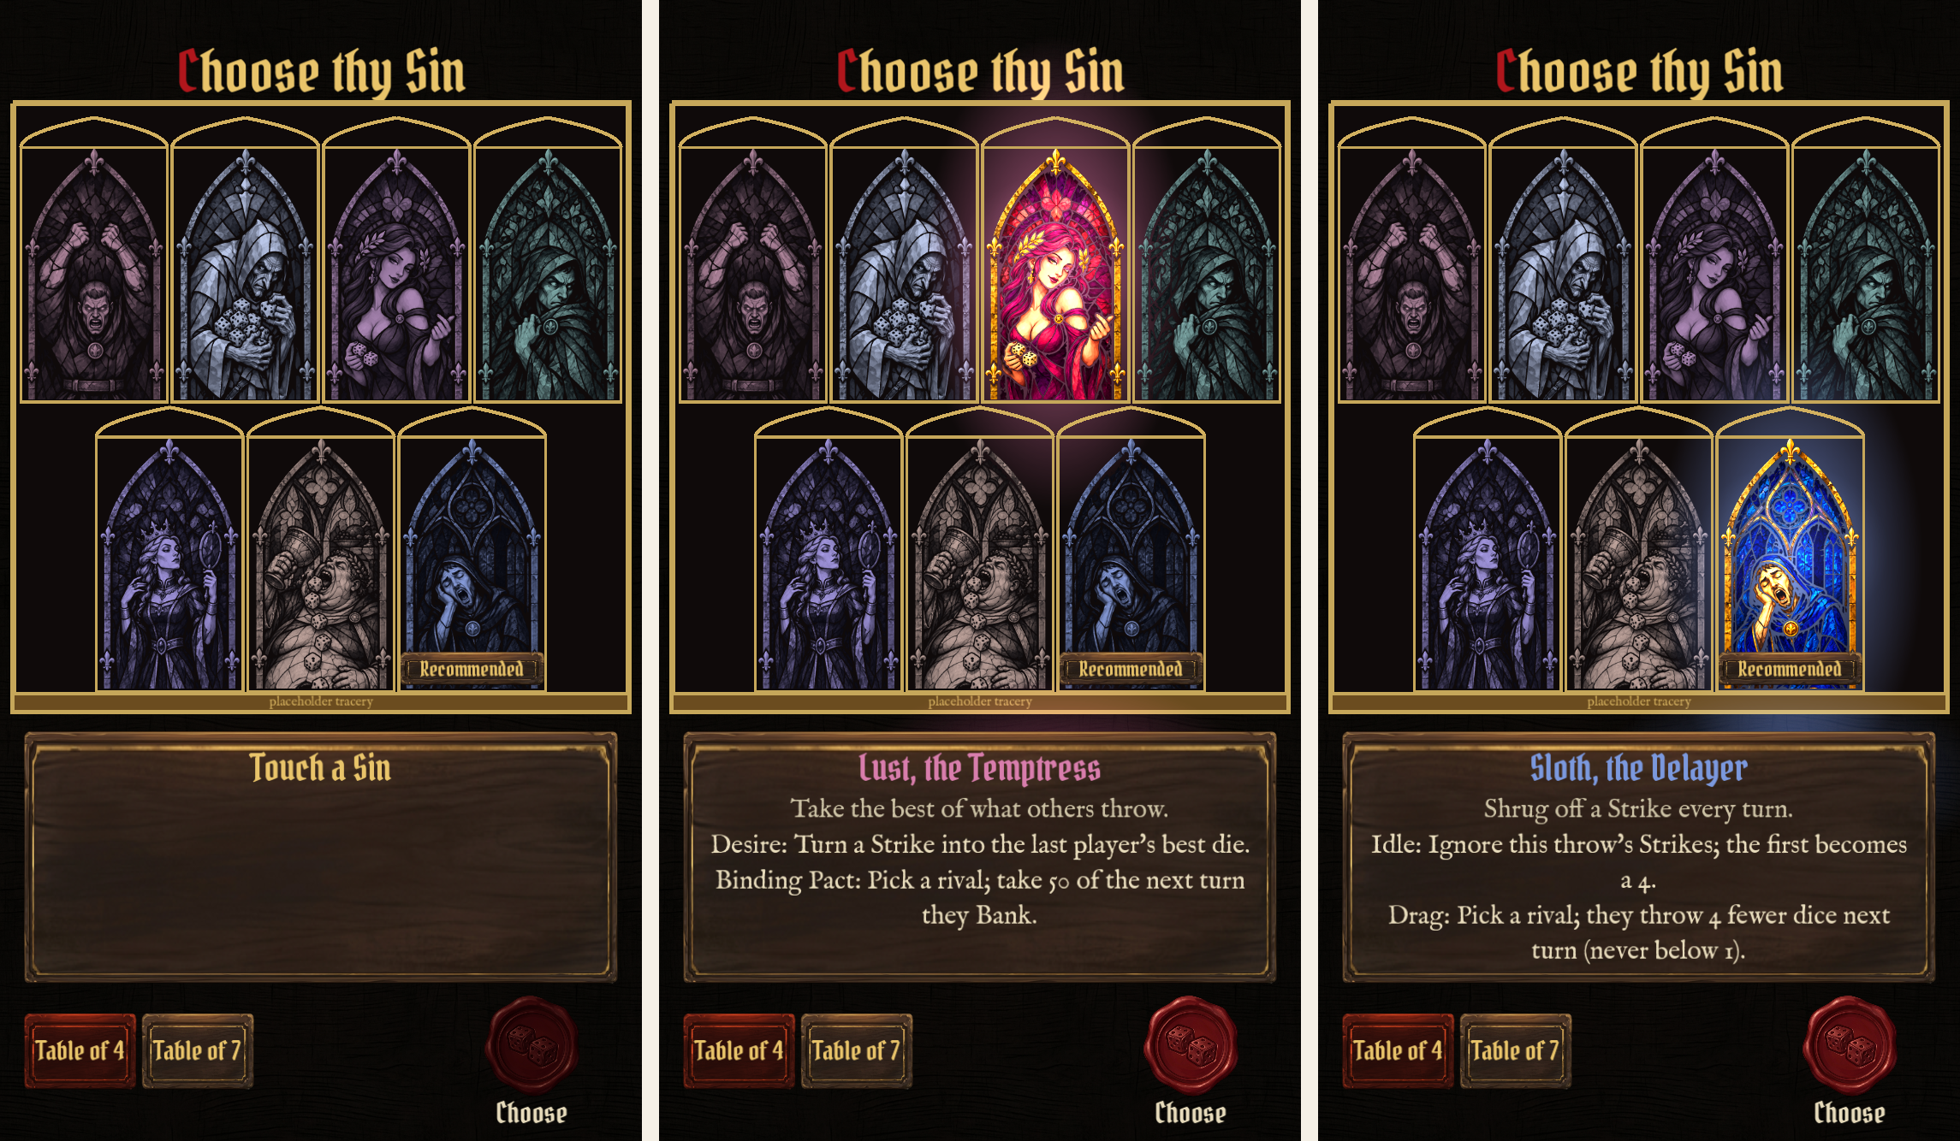 Choose thy Sin
Recommended
placeholder tracery
Touch a Sin
Table of 4
Table of 7
Choose
Choose thy Sin
Recommended
placeholder tracery
Lust, the Temptress
Take the best of what others throw.
Desire: Turn a Strike into the last player's best die.
Binding Pact: Pick a rival; take 50 of the next turn
they Bank.
Table of 4
Table of 7
Choose
Choose thy Sin
Recommended
placeholder tracery
Sloth, the Delayer
Shrug off a Strike every turn.
Idle: Ignore this throw's Strikes; the first becomes
a 4.
Drag: Pick a rival; they throw 4 fewer dice next
turn (never below 1).
Table of 4
Table of 7
Choose